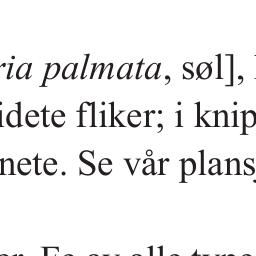 ria palmata, søl],
idete fliker; i knip
nete. Se vår plans